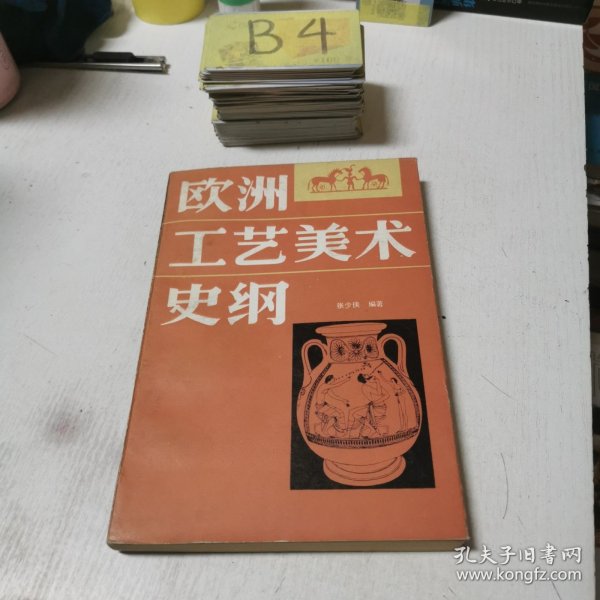 B4
欧洲
工艺美术
史纲
张少侠 编著
孔夫子旧书网
www.kongfz.com